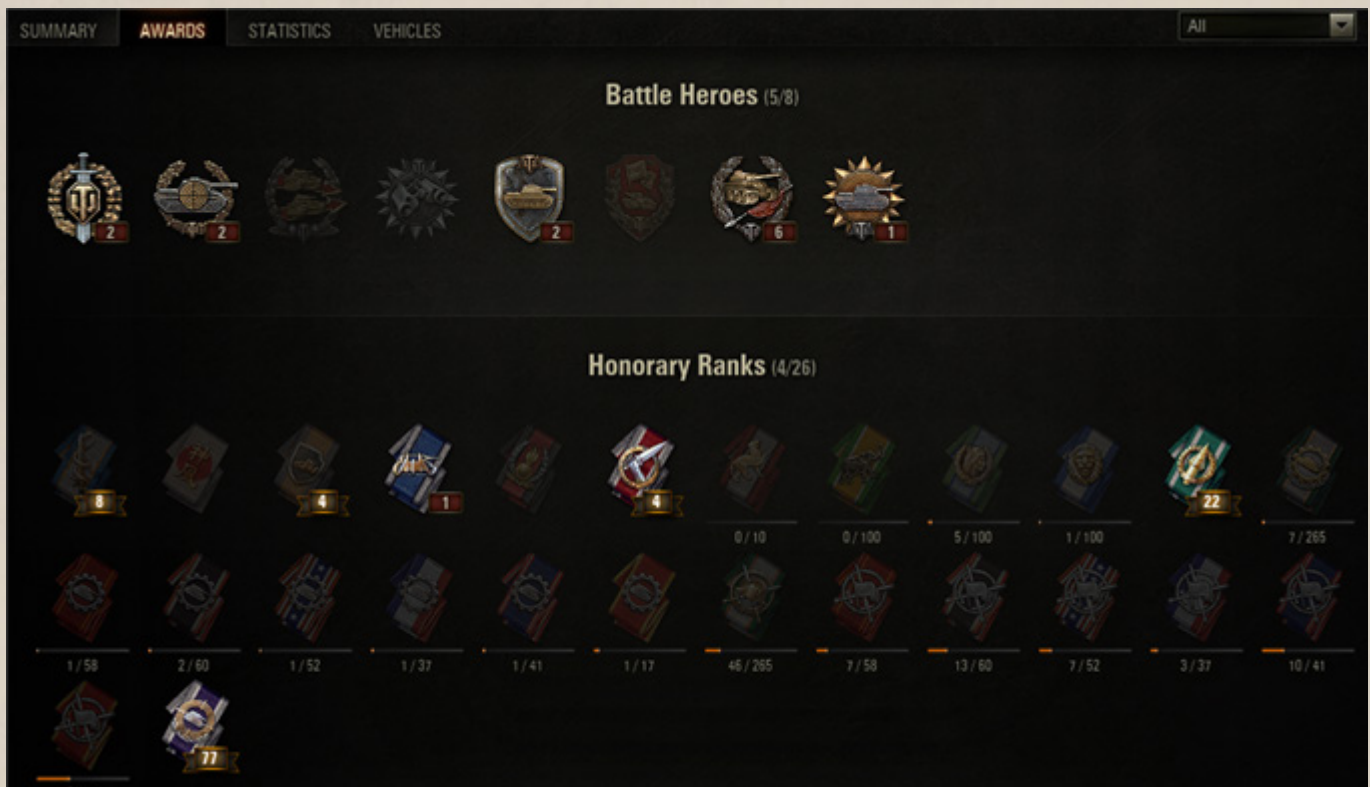 SUMMARY AWARDS STATISTICS VEHICLES All
Battle Heroes (5/8)
2 2 2 6 1
Honorary Ranks (4/26)
8 4 1 4 22
0/10 0/100 5/100 1/100 7/265
1/58 2/60 1/52 1/37 1/41 1/17 46/265 7/58 13/60 7/52 3/37 10/41
77